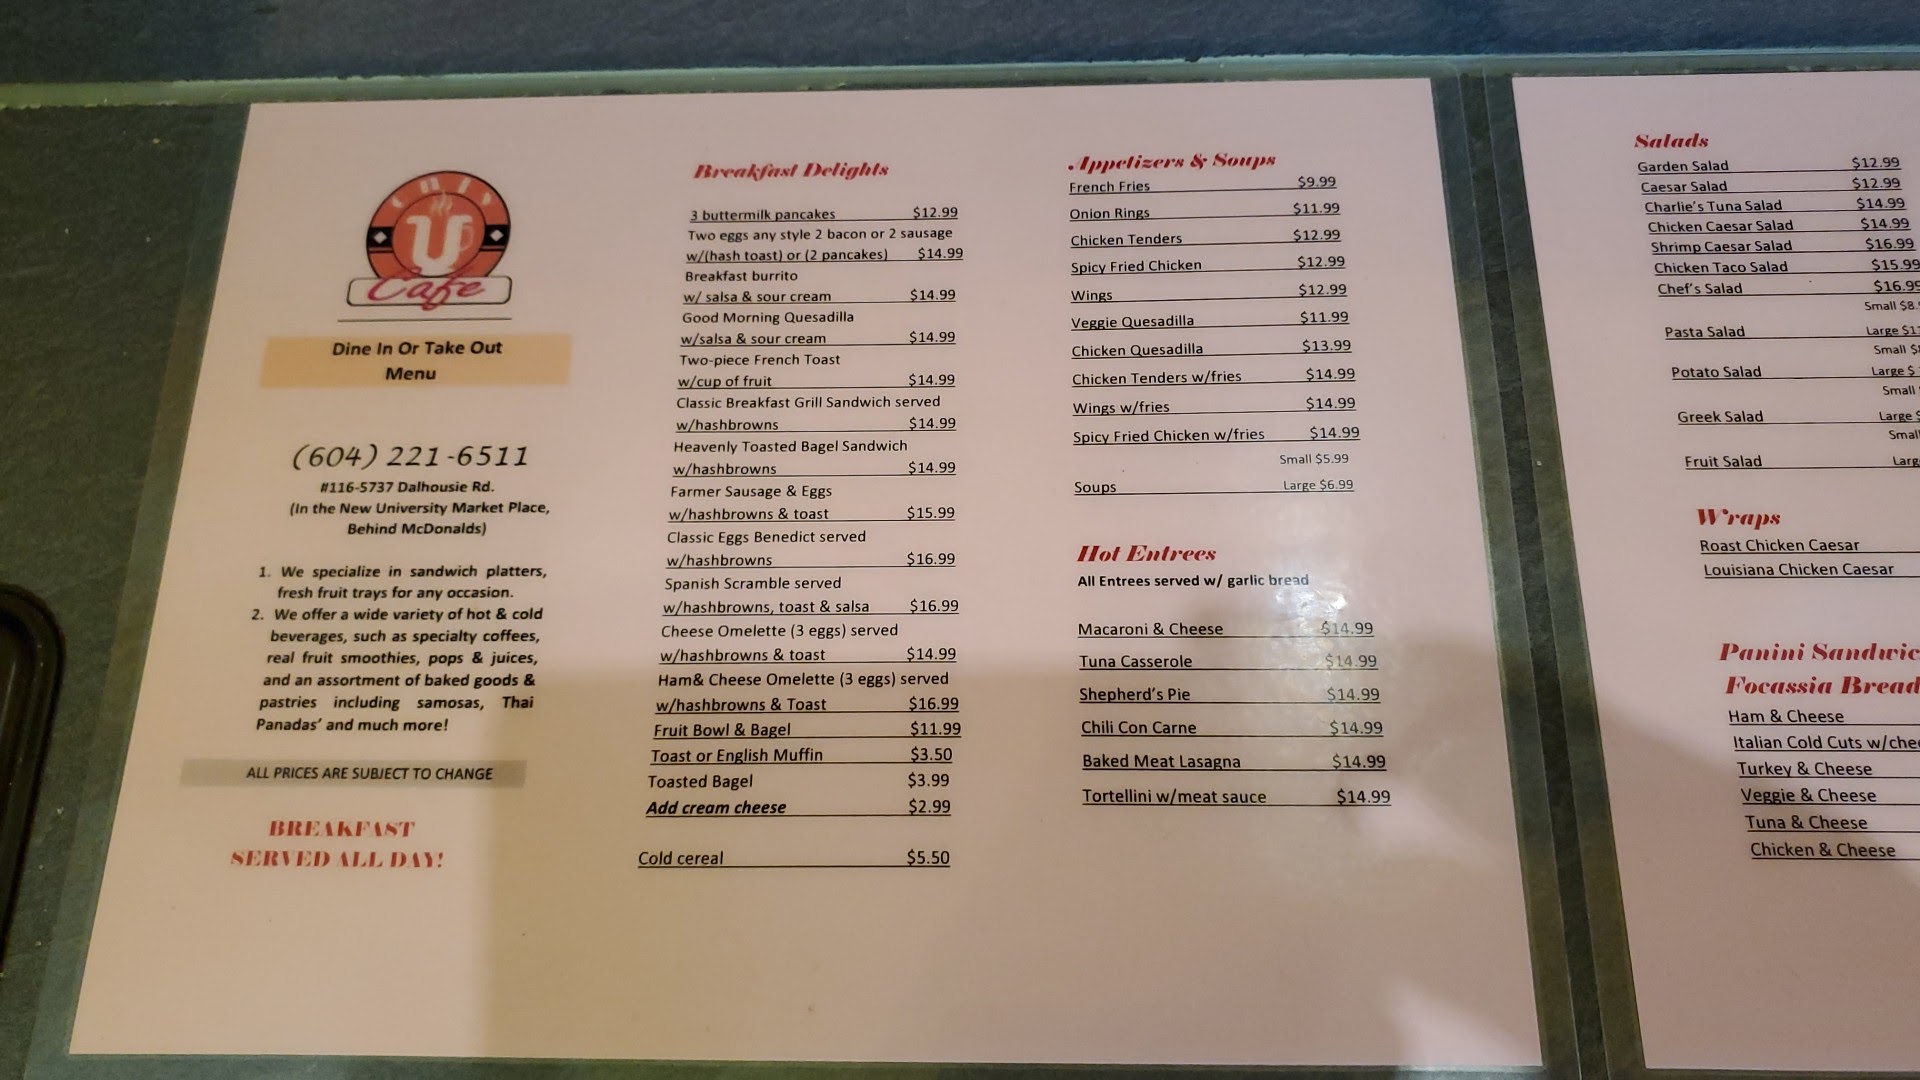 U
Cafe
Dine In Or Take Out
Menu
(604) 221-6511
#116-5737 Dalhousie Rd.
(In the New University Market Place,
Behind McDonalds)
1. We specialize in sandwich platters,
fresh fruit trays for any occasion.
2. We offer a wide variety of hot & cold
beverages, such as specialty coffees,
real fruit smoothies, pops & juices,
and an assortment of baked goods &
pastries including samosas, Thai
Panadas' and much more!
ALL PRICES ARE SUBJECT TO CHANGE
BREAKFAST
SERVED ALL DAY!
Breakfast Delights
3 buttermilk pancakes $12.99
Two eggs any style 2 bacon or 2 sausage
w/(hash toast) or (2 pancakes) $14.99
Breakfast burrito
w/ salsa & sour cream $14.99
Good Morning Quesadilla
w/salsa & sour cream $14.99
Two-piece French Toast
w/cup of fruit $14.99
Classic Breakfast Grill Sandwich served
w/hashbrowns $14.99
Heavenly Toasted Bagel Sandwich
w/hashbrowns $14.99
Farmer Sausage & Eggs
w/hashbrowns & toast $15.99
Classic Eggs Benedict served
w/hashbrowns $16.99
Spanish Scramble served
w/hashbrowns, toast & salsa $16.99
Cheese Omelette (3 eggs) served
w/hashbrowns & toast $14.99
Ham& Cheese Omelette (3 eggs) served
w/hashbrowns & Toast $16.99
Fruit Bowl & Bagel $11.99
Toast or English Muffin $3.50
Toasted Bagel $3.99
Add cream cheese $2.99
Cold cereal $5.50
Appetizers & Soups
French Fries $9.99
Onion Rings $11.99
Chicken Tenders $12.99
Spicy Fried Chicken $12.99
Wings $12.99
Veggie Quesadilla $11.99
Chicken Quesadilla $13.99
Chicken Tenders w/fries $14.99
Wings w/fries $14.99
Spicy Fried Chicken w/fries $14.99
Small $5.99
Soups Large $6.99
Hot Entrees
All Entrees served w/ garlic bread
Macaroni & Cheese $14.99
Tuna Casserole $14.99
Shepherd's Pie $14.99
Chili Con Carne $14.99
Baked Meat Lasagna $14.99
Tortellini w/meat sauce $14.99
Salads
Garden Salad $12.99
Caesar Salad $12.99
Charlie's Tuna Salad $14.99
Chicken Caesar Salad $14.99
Shrimp Caesar Salad $16.99
Chicken Taco Salad $15.99
Chef's Salad $16.99
Small
Pasta Salad Large
Small
Potato Salad Large
Small
Greek Salad Large
Fruit Salad
Wraps
Roast Chicken Caesar
Louisiana Chicken Caesar
Panini
Focassia Bread
Ham & Cheese
Italian Cold Cuts
Turkey & Cheese
Veggie & Cheese
Tuna & Cheese
Chicken & Cheese